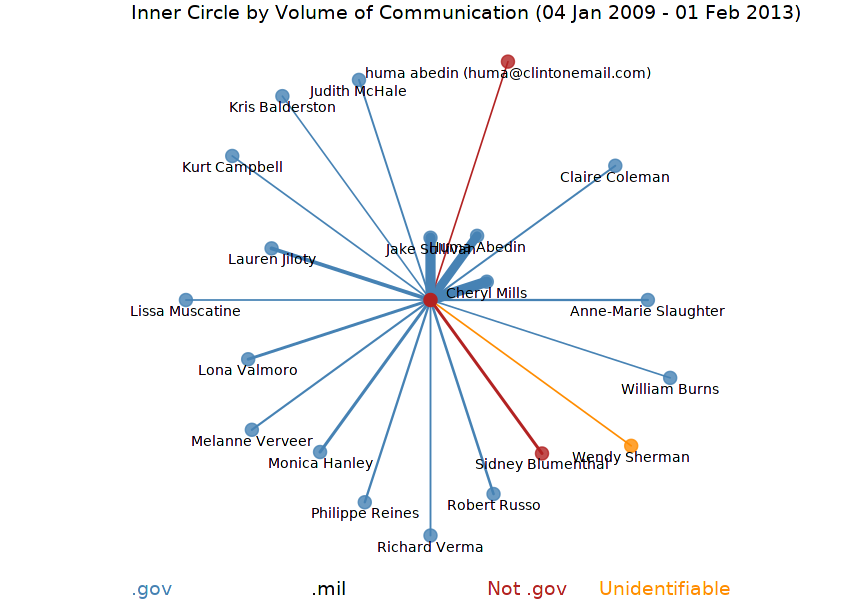 Inner Circle by Volume of Communication (04 Jan 2009 - 01 Feb 2013)
huma abedin (huma@clintonemail.com)
Judith McHale
Kris Balderston
Kurt Campbell
Claire Coleman
Jake Sullivan
Huma Abedin
Lauren Jiloty
Cheryl Mills
Lissa Muscatine
Anne-Marie Slaughter
Lona Valmoro
William Burns
Melanne Verveer
Wendy Sherman
Monica Hanley
Sidney Blumenthal
Philippe Reines
Robert Russo
Richard Verma
.gov
.mil
Not .gov
Unidentifiable